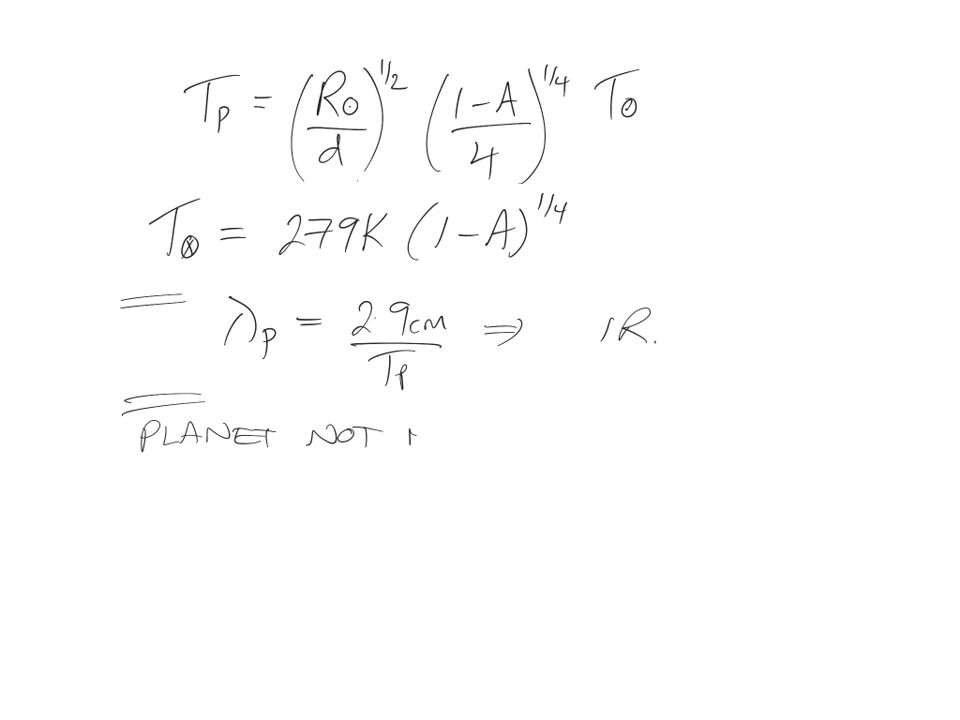 Tp = (R⊙/d)^1/2 ((1-A)/4)^1/4 T⊙
T⊗ = 279K (1-A)^1/4
λp = 2.9cm/Tp ⇒ IR.
PLANET NOT